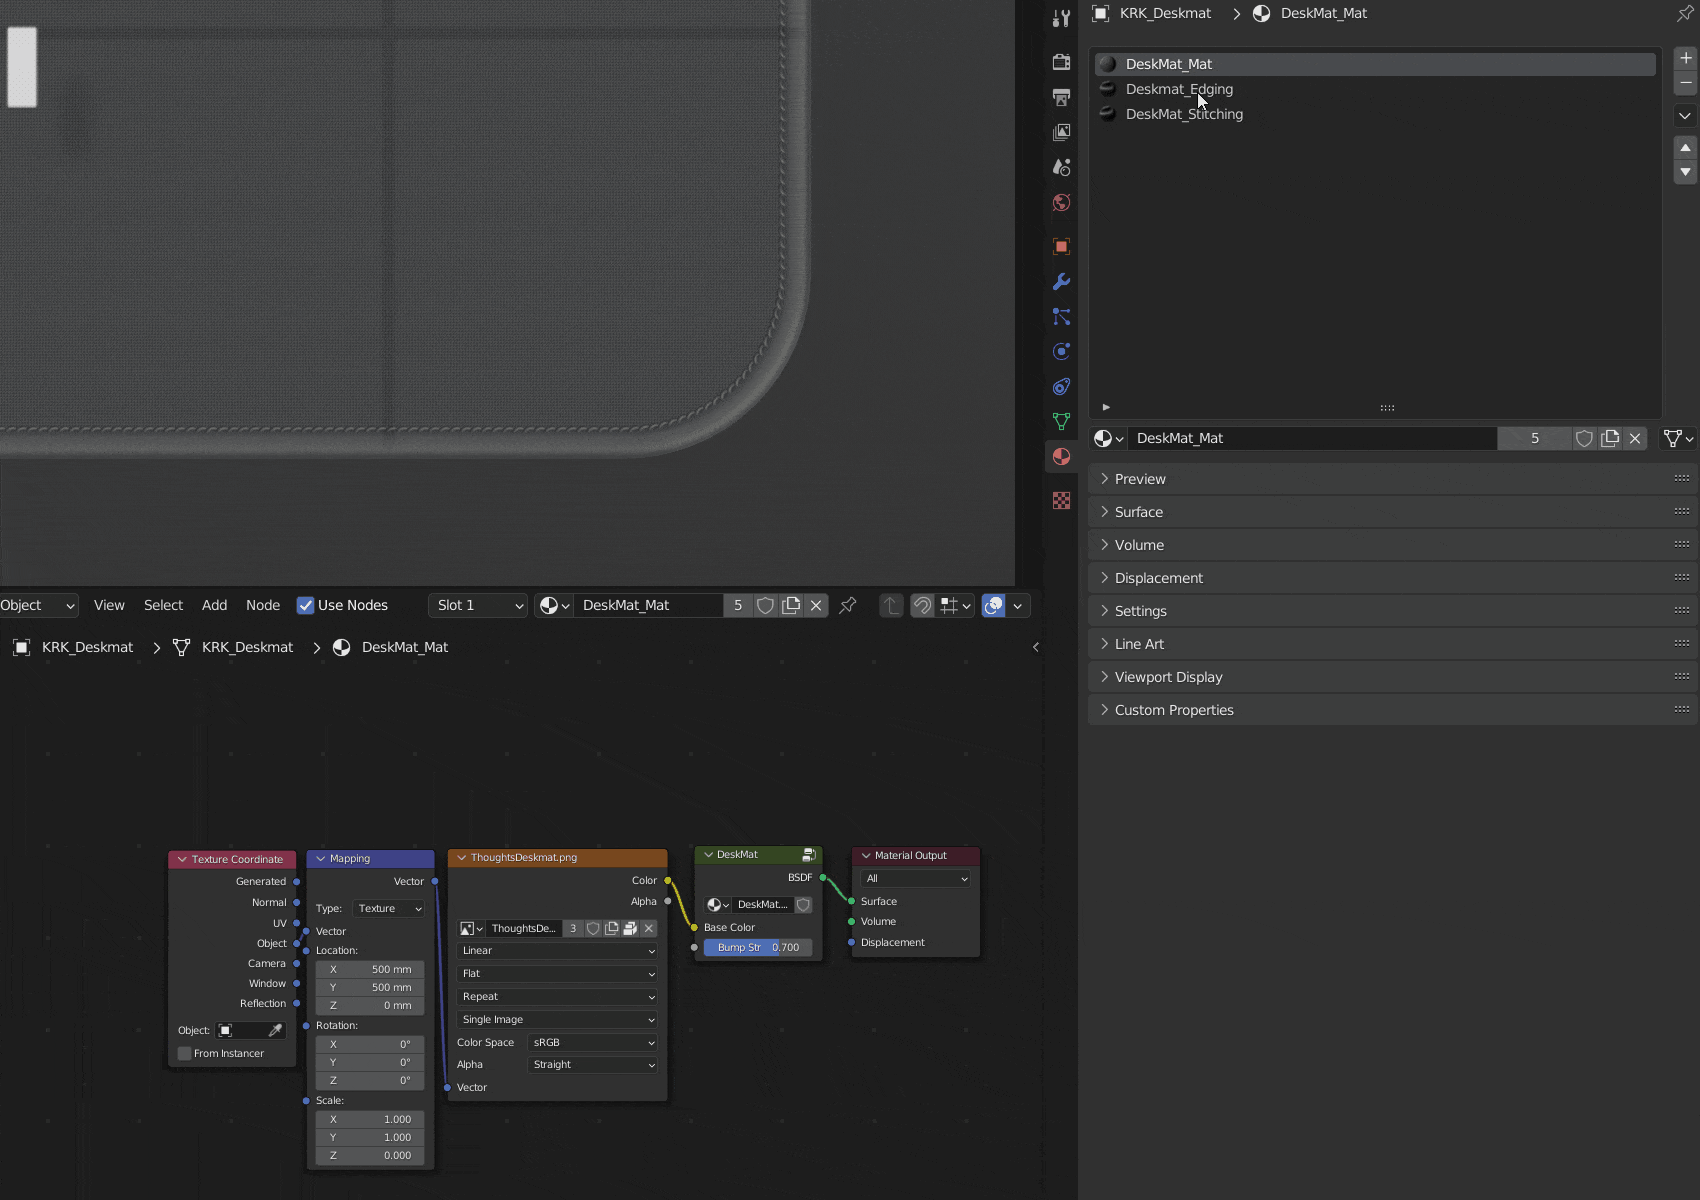 KRK_Deskmat > DeskMat_Mat
DeskMat_Mat
Deskmat_Edging
DeskMat_Stitching
DeskMat_Mat 5
Preview
Surface
Volume
Displacement
Settings
Line Art
Viewport Display
Custom Properties
Object View Select Add Node Use Nodes Slot 1 DeskMat_Mat 5
KRK_Deskmat > KRK_Deskmat > DeskMat_Mat
Texture Coordinate
Generated
Normal
UV
Object
Camera
Window
Reflection
Object:
From Instancer
Mapping
Vector
Type: Texture
Vector
Location:
X 500 mm
Y 500 mm
Z 0 mm
Rotation:
X 0°
Y 0°
Z 0°
Scale:
X 1.000
Y 1.000
Z 0.000
ThoughtsDeskmat.png
Color
Alpha
ThoughtsDe... 3
Linear
Flat
Repeat
Single Image
Color Space sRGB
Alpha Straight
Vector
DeskMat
BSDF
DeskMat....
Base Color
Bump Str 0.700
Material Output
All
Surface
Volume
Displacement